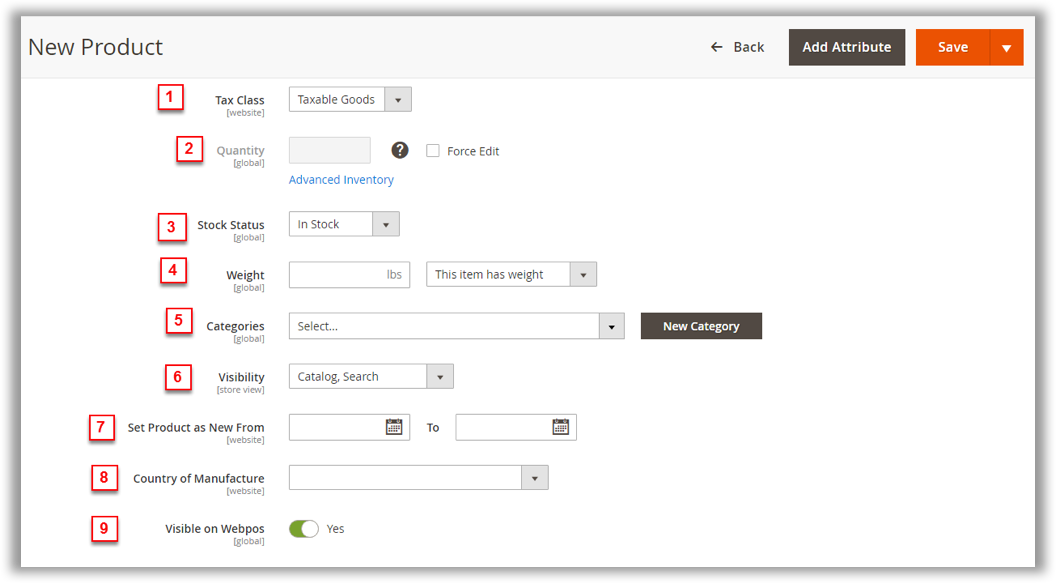 New Product
Back
Add Attribute
Save
1
Tax Class
[website]
Taxable Goods
2
Quantity
[global]
?
Force Edit
Advanced Inventory
3
Stock Status
[global]
In Stock
4
Weight
[global]
lbs
This item has weight
5
Categories
[global]
Select...
New Category
6
Visibility
[store view]
Catalog, Search
7
Set Product as New From
[website]
To
8
Country of Manufacture
[website]
9
Visible on Webpos
[global]
Yes